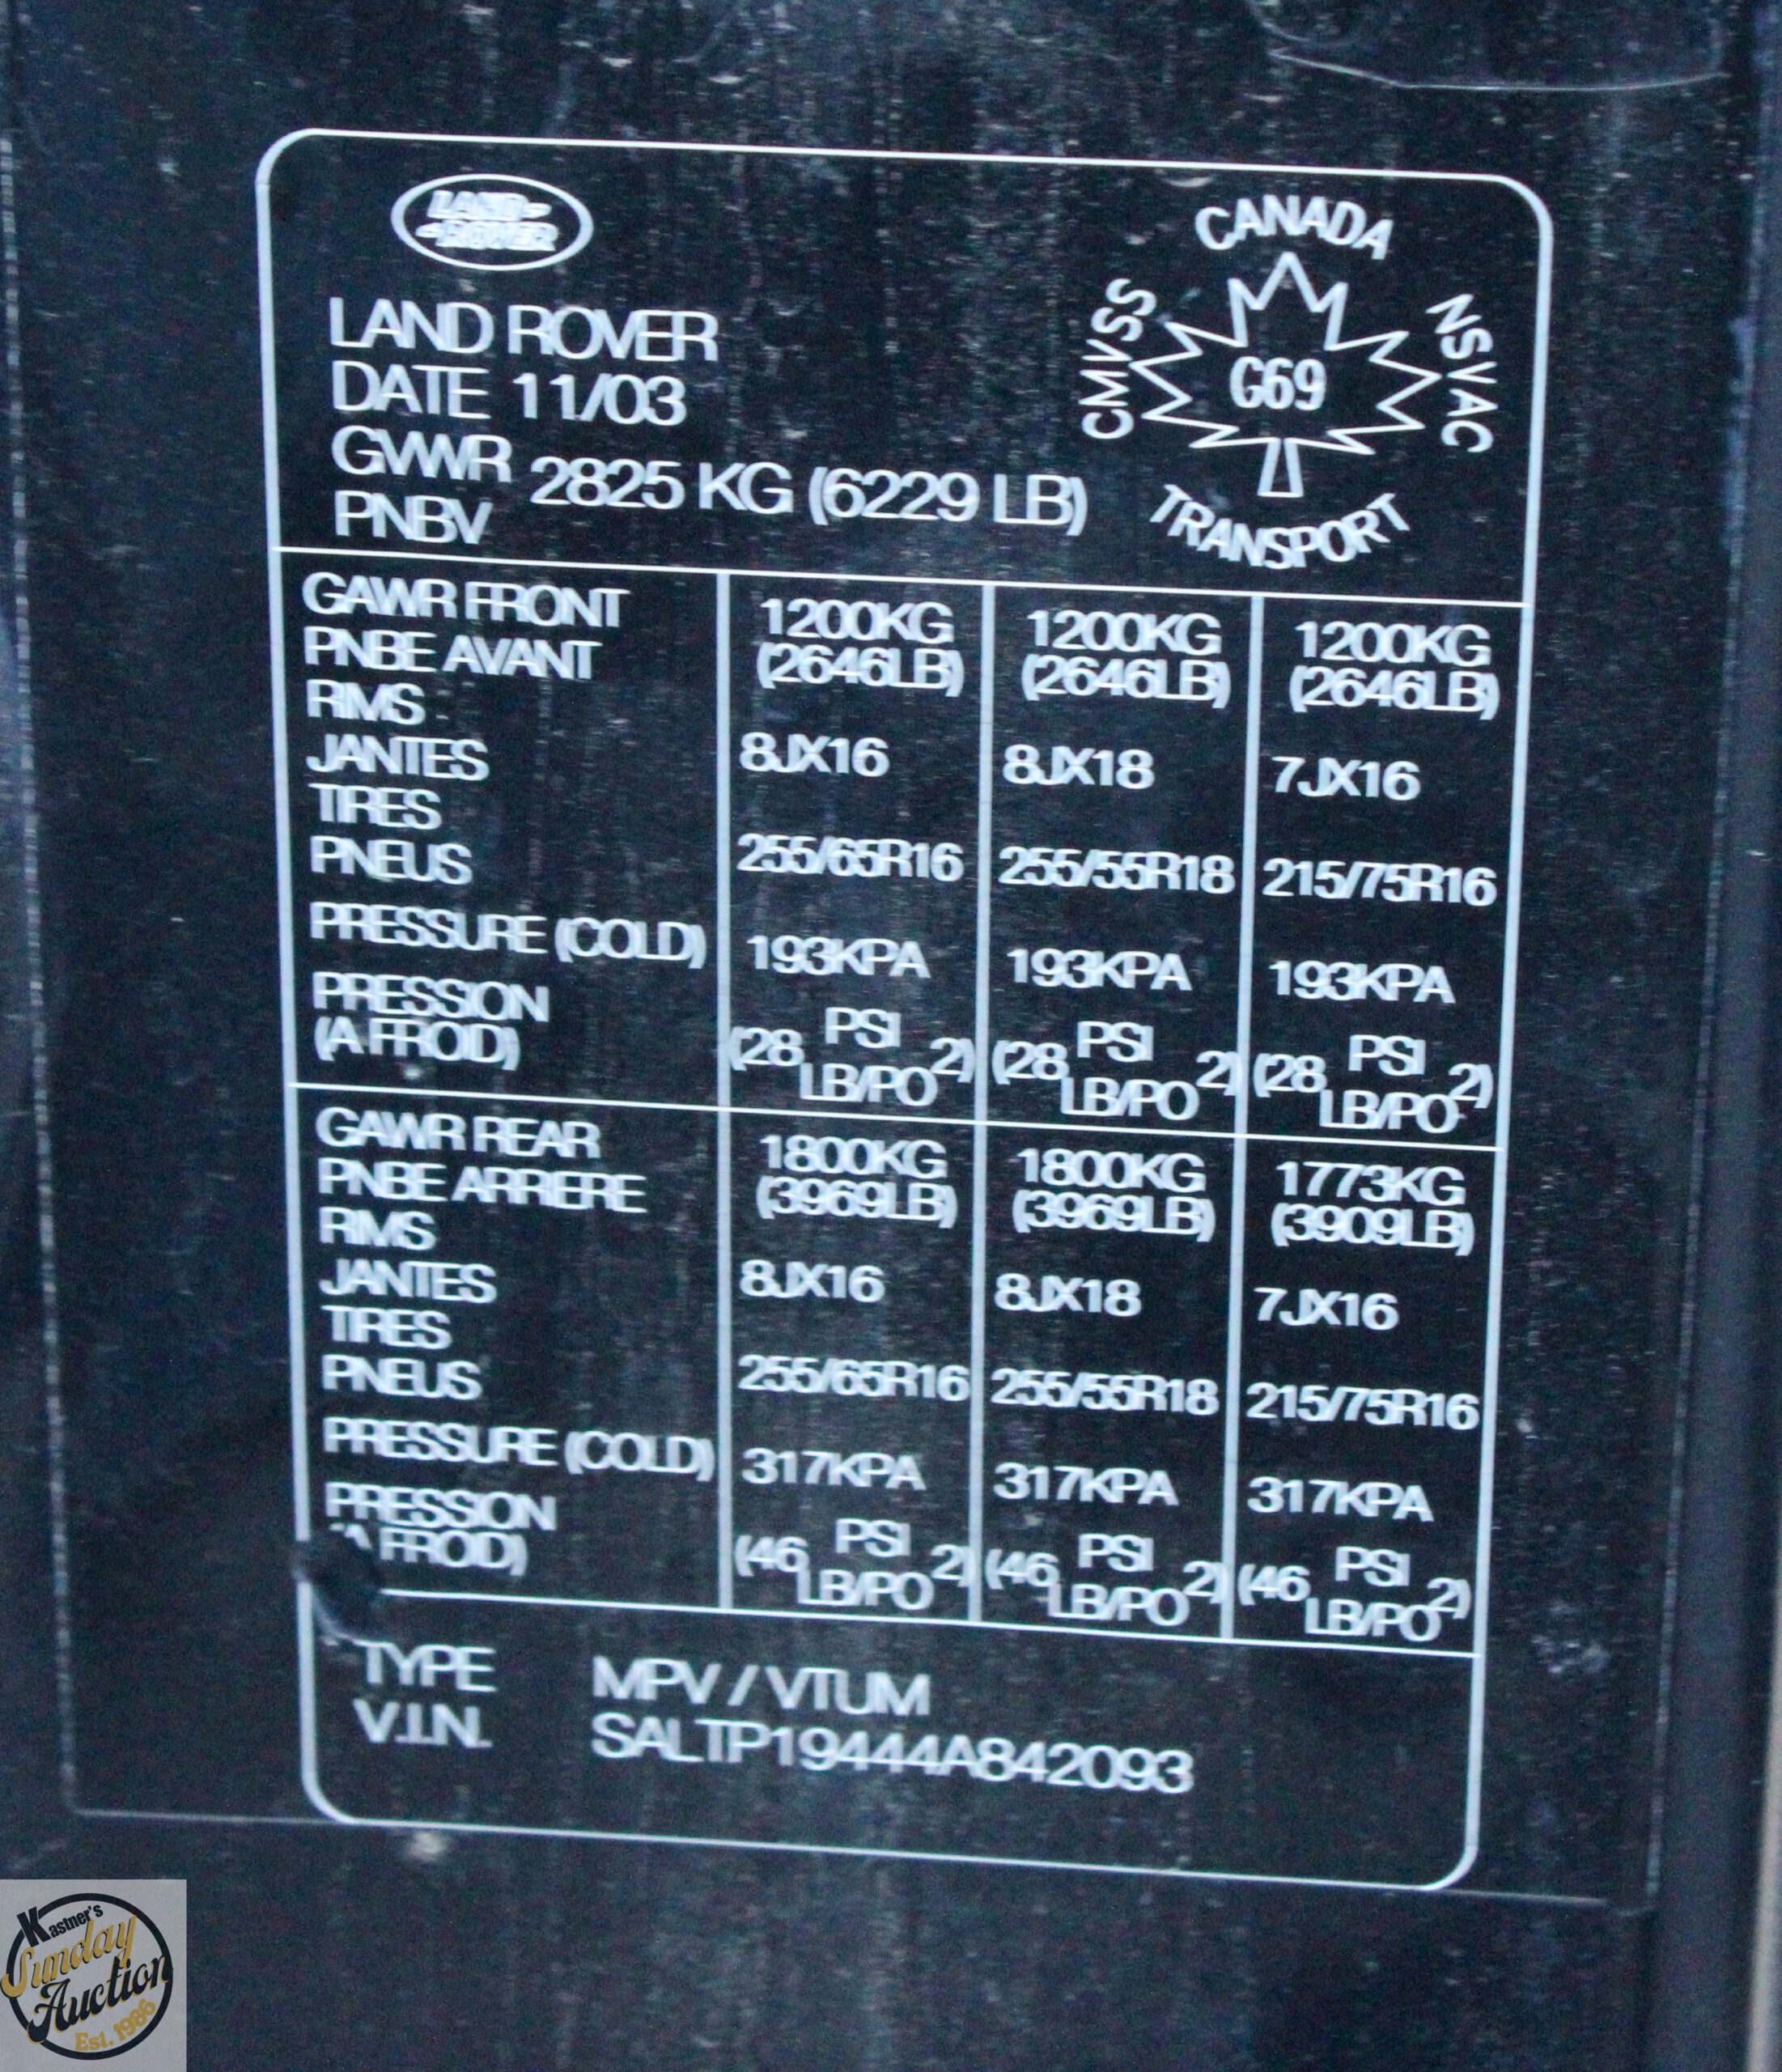 LAND ROVER
CANADA
CMVSS
NSVAC
G69
TRANSPORT
LAND ROVER
DATE 11/03
GVWR 2825 KG (6229 LB)
PNBV
GAWR FRONT 1200KG 1200KG 1200KG
PNBE AVANT (2646LB) (2646LB) (2646LB)
RIMS
JANTES 8JX16 8JX18 7JX16
TIRES
PNEUS 255/65R16 255/55R18 215/75R16
PRESSURE (COLD) 193KPA 193KPA 193KPA
PRESSION PSI PSI PSI
(A FROID) (28 LB/PO2) (28 LB/PO2) (28 LB/PO2)
GAWR REAR 1800KG 1800KG 1773KG
PNBE ARRIERE (3969LB) (3969LB) (3909LB)
RIMS
JANTES 8JX16 8JX18 7JX16
TIRES
PNEUS 255/65R16 255/55R18 215/75R16
PRESSURE (COLD) 317KPA 317KPA 317KPA
PRESSION PSI PSI PSI
(A FROID) (46 LB/PO2) (46 LB/PO2) (46 LB/PO2)
TYPE MPV / VTUM
V.I.N. SALTP19444A842093
Kastner's
Sunday
Auction
Est. 1986